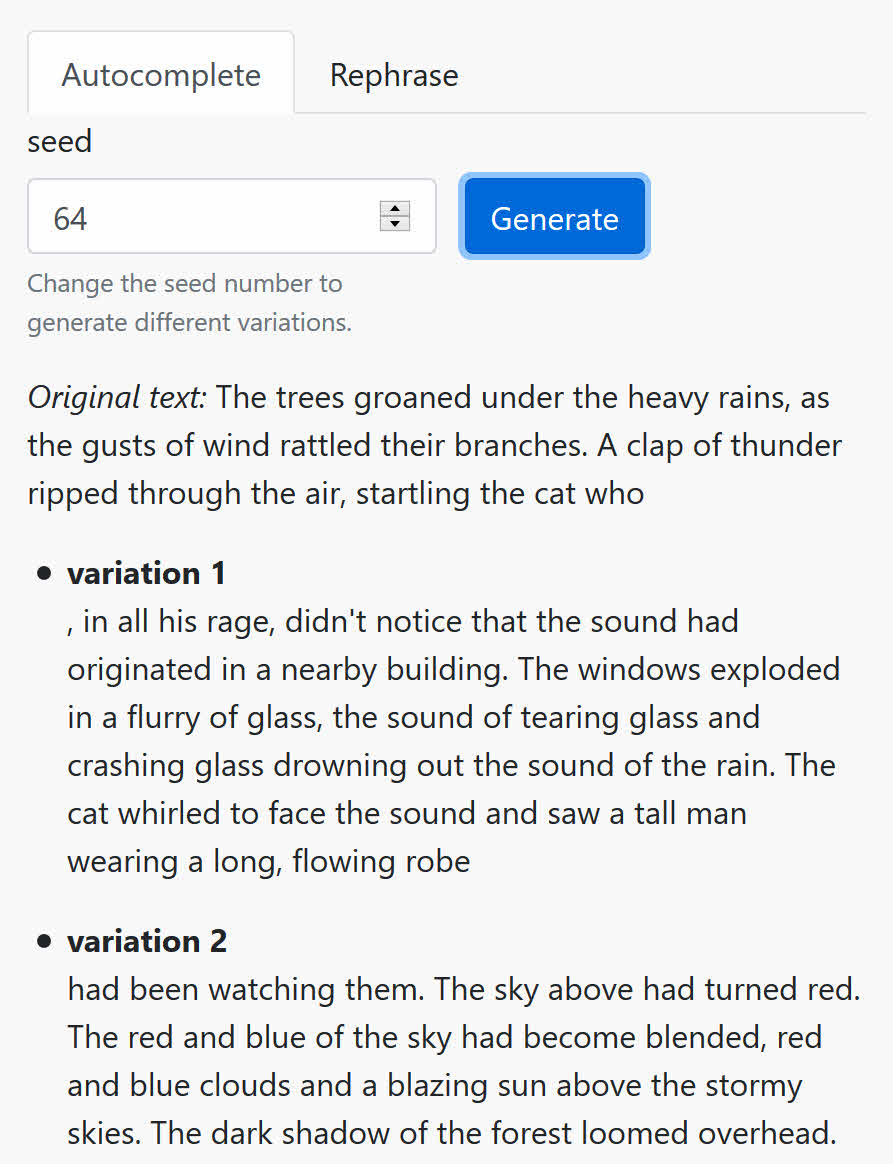 Autocomplete
Rephrase
seed
64
Generate
Change the seed number to
generate different variations.
Original text: The trees groaned under the heavy rains, as
the gusts of wind rattled their branches. A clap of thunder
ripped through the air, startling the cat who
variation 1
, in all his rage, didn't notice that the sound had
originated in a nearby building. The windows exploded
in a flurry of glass, the sound of tearing glass and
crashing glass drowning out the sound of the rain. The
cat whirled to face the sound and saw a tall man
wearing a long, flowing robe
variation 2
had been watching them. The sky above had turned red.
The red and blue of the sky had become blended, red
and blue clouds and a blazing sun above the stormy
skies. The dark shadow of the forest loomed overhead.